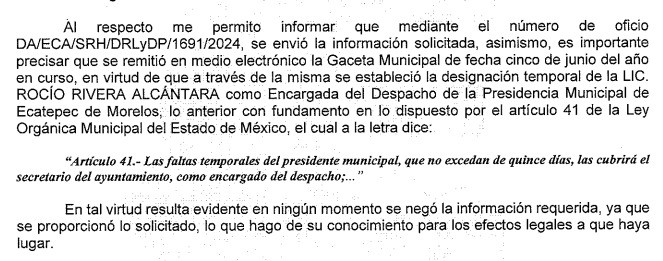 Al respecto me permito informar que mediante el número de oficio
DA/ECA/SRH/DRLyDP/1691/2024, se envió la información solicitada, asimismo, es importante
precisar que se remitió en medio electrónico la Gaceta Municipal de fecha cinco de junio del año
en curso, en virtud de que a través de la misma se estableció la designación temporal de la LIC.
ROCÍO RIVERA ALCÁNTARA como Encargada del Despacho de la Presidencia Municipal de
Ecatepec de Morelos; lo anterior con fundamento en lo dispuesto por el artículo 41 de la Ley
Orgánica Municipal del Estado de México, el cual a la letra dice:
“Artículo 41.- Las faltas temporales del presidente municipal, que no excedan de quince días, las cubrirá el
secretario del ayuntamiento, como encargado del despacho;...”
En tal virtud resulta evidente en ningún momento se negó la información requerida, ya que
se proporcionó lo solicitado, lo que hago de su conocimiento para los efectos legales a que haya
lugar.